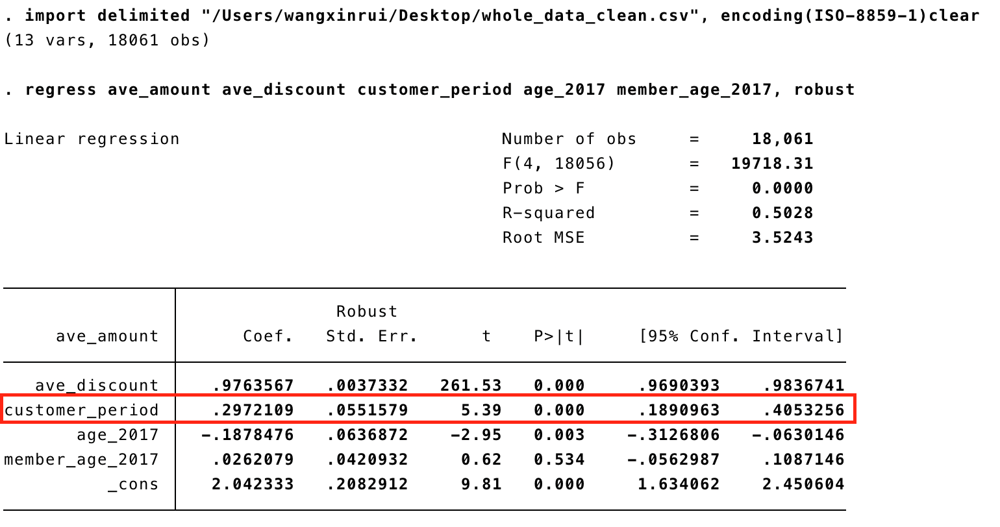 . import delimited "/Users/wangxinrui/Desktop/whole_data_clean.csv", encoding(ISO-8859-1)clear
(13 vars, 18061 obs)
. regress ave_amount ave_discount customer_period age_2017 member_age_2017, robust
Linear regression Number of obs = 18,061
F(4, 18056) = 19718.31
Prob > F = 0.0000
R-squared = 0.5028
Root MSE = 3.5243
Robust
ave_amount Coef. Std. Err. t P>|t| [95% Conf. Interval]
ave_discount .9763567 .0037332 261.53 0.000 .9690393 .9836741
customer_period .2972109 .0551579 5.39 0.000 .1890963 .4053256
age_2017 -.1878476 .0636872 -2.95 0.003 -.3126806 -.0630146
member_age_2017 .0262079 .0420932 0.62 0.534 -.0562987 .1087146
_cons 2.042333 .2082912 9.81 0.000 1.634062 2.450604